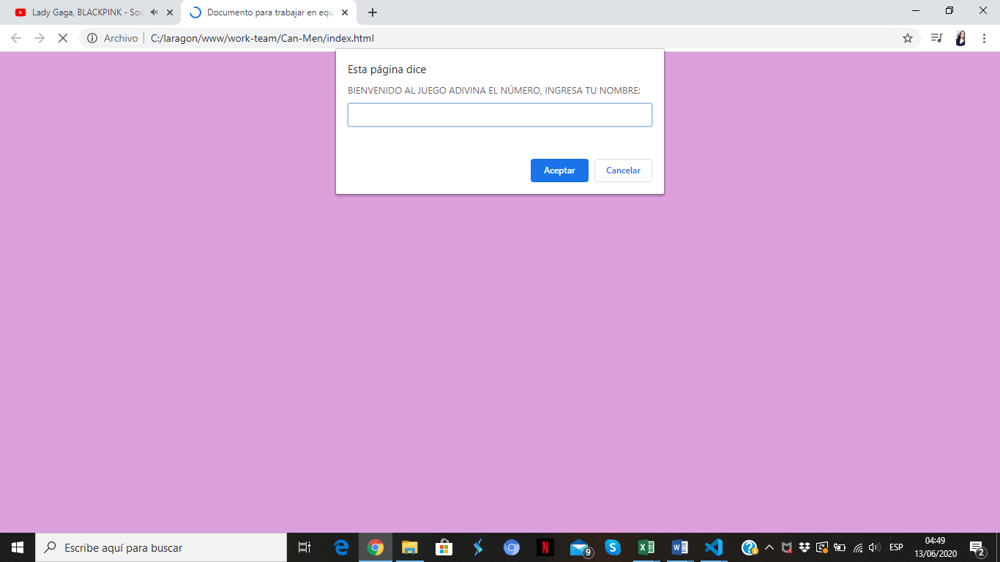 Lady Gaga, BLACKPINK - Sou
Documento para trabajar en equi
Archivo
C:/laragon/www/work-team/Can-Men/index.html
Esta página dice
BIENVENIDO AL JUEGO ADIVINA EL NÚMERO, INGRESA TU NOMBRE:
Aceptar
Cancelar
Escribe aquí para buscar
9
ESP
04:49
13/06/2020
2